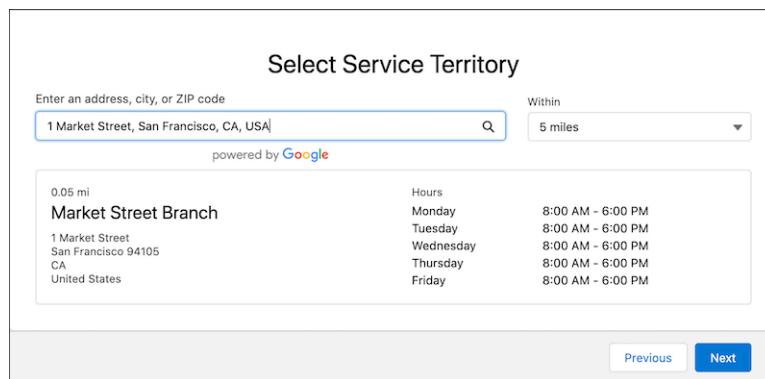 Select Service Territory
Enter an address, city, or ZIP code
Within
1 Market Street, San Francisco, CA, USA
5 miles
powered by Google
0.05 mi
Market Street Branch
1 Market Street
San Francisco 94105
CA
United States
Hours
Monday 8:00 AM - 6:00 PM
Tuesday 8:00 AM - 6:00 PM
Wednesday 8:00 AM - 6:00 PM
Thursday 8:00 AM - 6:00 PM
Friday 8:00 AM - 6:00 PM
Previous
Next